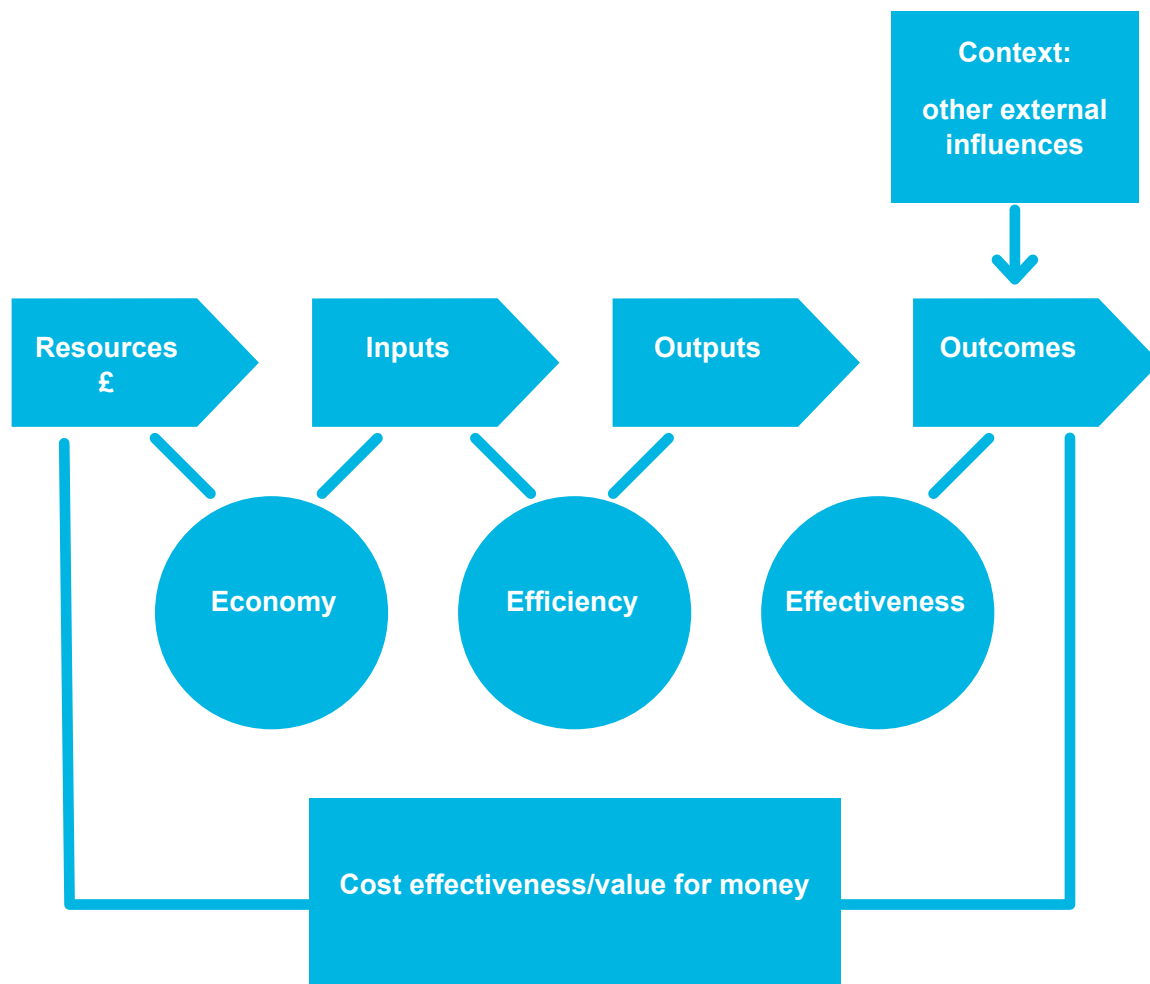 Context:
other external
influences
Resources
£
Inputs
Outputs
Outcomes
Economy
Efficiency
Effectiveness
Cost effectiveness/value for money